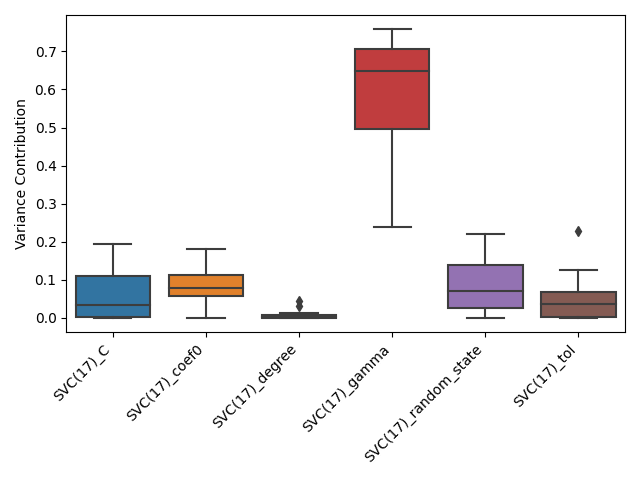 Variance Contribution
0.7
0.6
0.5
0.4
0.3
0.2
0.1
0.0
SVC(17)_C
SVC(17)_coef0
SVC(17)_degree
SVC(17)_gamma
SVC(17)_random_state
SVC(17)_tol